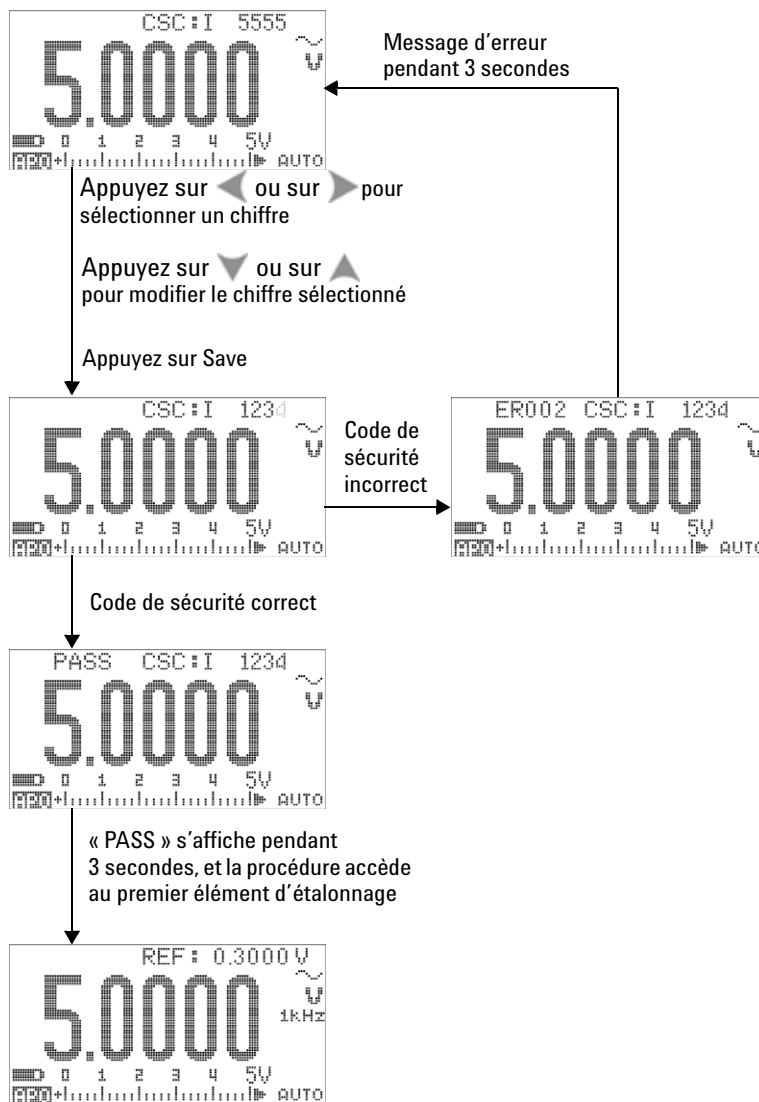 CSC:I 5555
5.0000
0 1 2 3 4 5V
APO AUTO
Message d'erreur
pendant 3 secondes
Appuyez sur ou sur pour
sélectionner un chiffre
Appuyez sur ou sur
pour modifier le chiffre sélectionné
Appuyez sur Save
CSC:I 1234
5.0000
0 1 2 3 4 5V
APO AUTO
Code de
sécurité
incorrect
ER002 CSC:I 1234
5.0000
0 1 2 3 4 5V
APO AUTO
Code de sécurité correct
PASS CSC:I 1234
5.0000
0 1 2 3 4 5V
APO AUTO
« PASS » s'affiche pendant
3 secondes, et la procédure accède
au premier élément d'étalonnage
REF: 0.3000 V
5.0000
1kHz
0 1 2 3 4 5V
APO AUTO